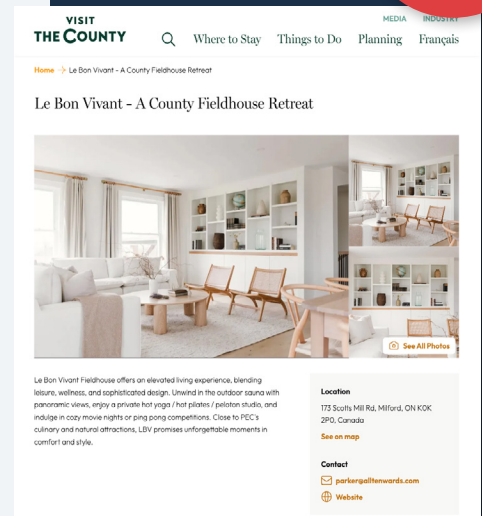 VISIT
THE COUNTY
MEDIA INDUSTRY
Where to Stay Things to Do Planning Français
Home → Le Bon Vivant - A County Fieldhouse Retreat
Le Bon Vivant - A County Fieldhouse Retreat
See All Photos
Le Bon Vivant Fieldhouse offers an elevated living experience, blending
leisure, wellness, and sophisticated design. Unwind in the outdoor sauna with
panoramic views, enjoy a private hot yoga / hot pilates / peloton studio, and
indulge in cozy movie nights or ping pong competitions. Close to PEC's
culinary and natural attractions, LBV promises unforgettable moments in
comfort and style.
Location
173 Scotts Mill Rd, Milford, ON K0K
2P0, Canada
See on map
Contact
parker@alltenwards.com
Website